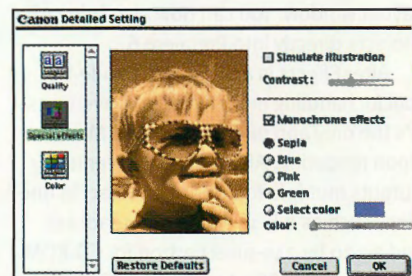 Canon Detailed Setting
aa
Quality
Special effects
Color
Simulate illustration
Contrast:
Monochrome effects
Sepia
Blue
Pink
Green
Select color
Color:
Restore Defaults
Cancel
OK